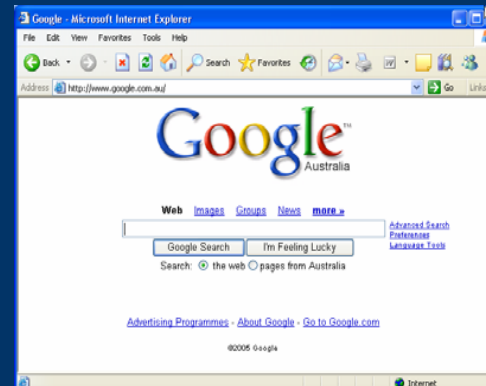 Google - Microsoft Internet Explorer
File Edit View Favorites Tools Help
Back Search Favorites
Address http://www.google.com.au/ Go Links
Google™
Australia
Web Images Groups News more »
Advanced Search
Preferences
Language Tools
Google Search I'm Feeling Lucky
Search: the web pages from Australia
Advertising Programmes - About Google - Go to Google.com
©2005 Google
Internet